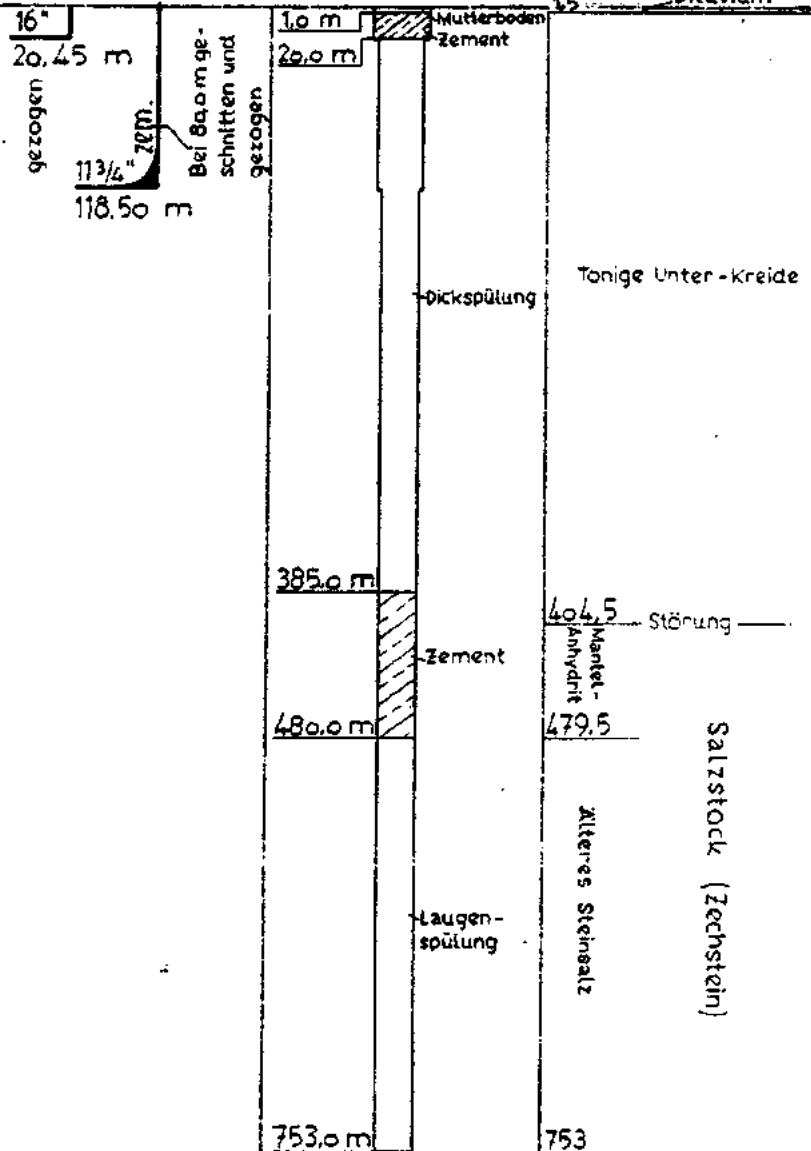 16"
20,45 m
gezogen
zem.
11 3/4"
118,50 m
Bei 80,0 m ge-
schnitten und
gezogen
1,0 m
20,0 m
Mutterboden
Zement
Dickspülung
385,0 m
Zement
480,0 m
Laugen-
spülung
753,0 m
Tonige Unter-Kreide
404,5
Störung
Mantel-
Anhydrit
479,5
Älteres Steinsalz
Salzstock (Zechstein)
753